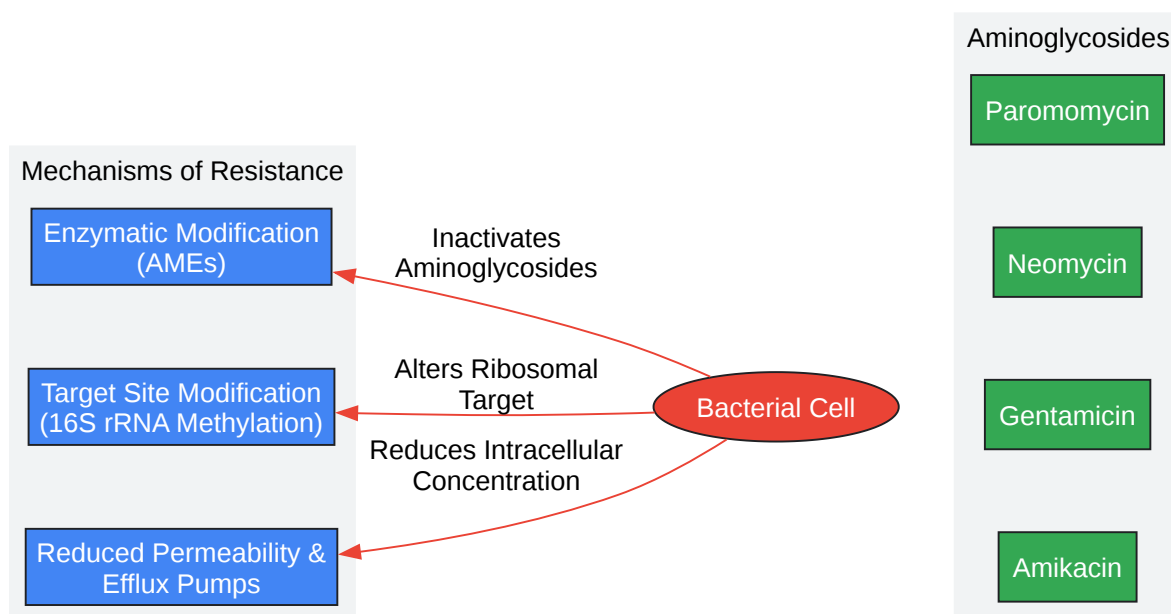 Aminoglycosides
Paromomycin
Neomycin
Gentamicin
Amikacin
Mechanisms of Resistance
Enzymatic Modification
(AMEs)
Target Site Modification
(16S rRNA Methylation)
Reduced Permeability &
Efflux Pumps
Inactivates
Aminoglycosides
Alters Ribosomal
Target
Reduces Intracellular
Concentration
Bacterial Cell